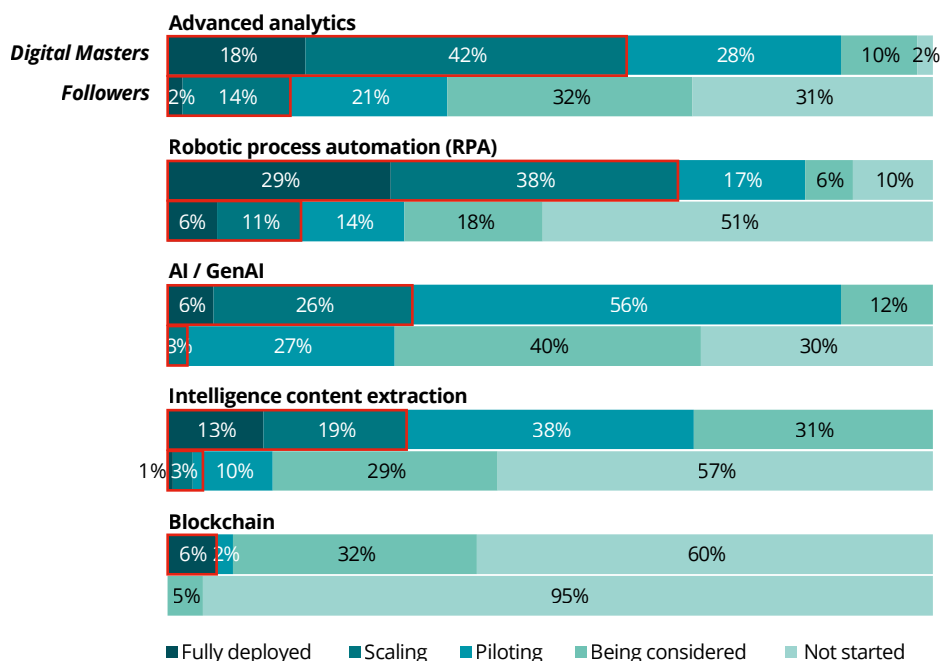 Advanced analytics
Digital Masters 18% 42% 28% 10% 2%
Followers 2% 14% 21% 32% 31%
Robotic process automation (RPA)
29% 38% 17% 6% 10%
6% 11% 14% 18% 51%
AI / GenAI
6% 26% 56% 12%
3% 27% 40% 30%
Intelligence content extraction
13% 19% 38% 31%
1% 3% 10% 29% 57%
Blockchain
6% 2% 32% 60%
5% 95%
Fully deployed Scaling Piloting Being considered Not started